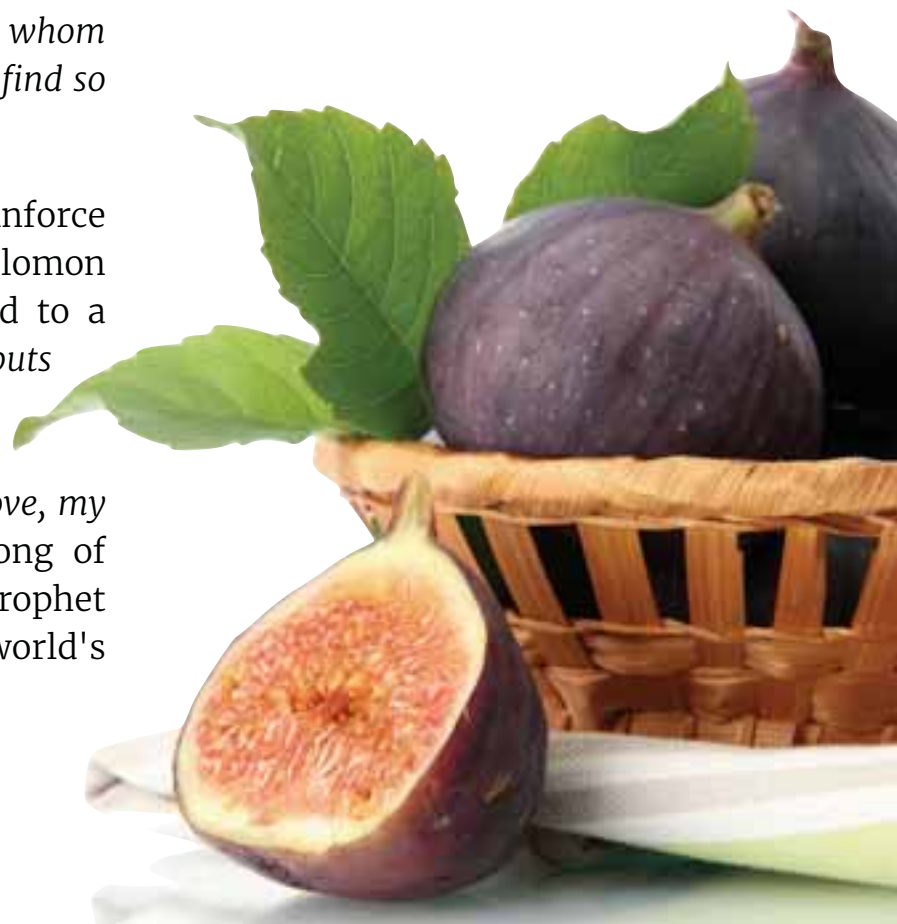 whom
find so
nforce
lomon
d to a
outs
ove, my
ong of
rophet
world's